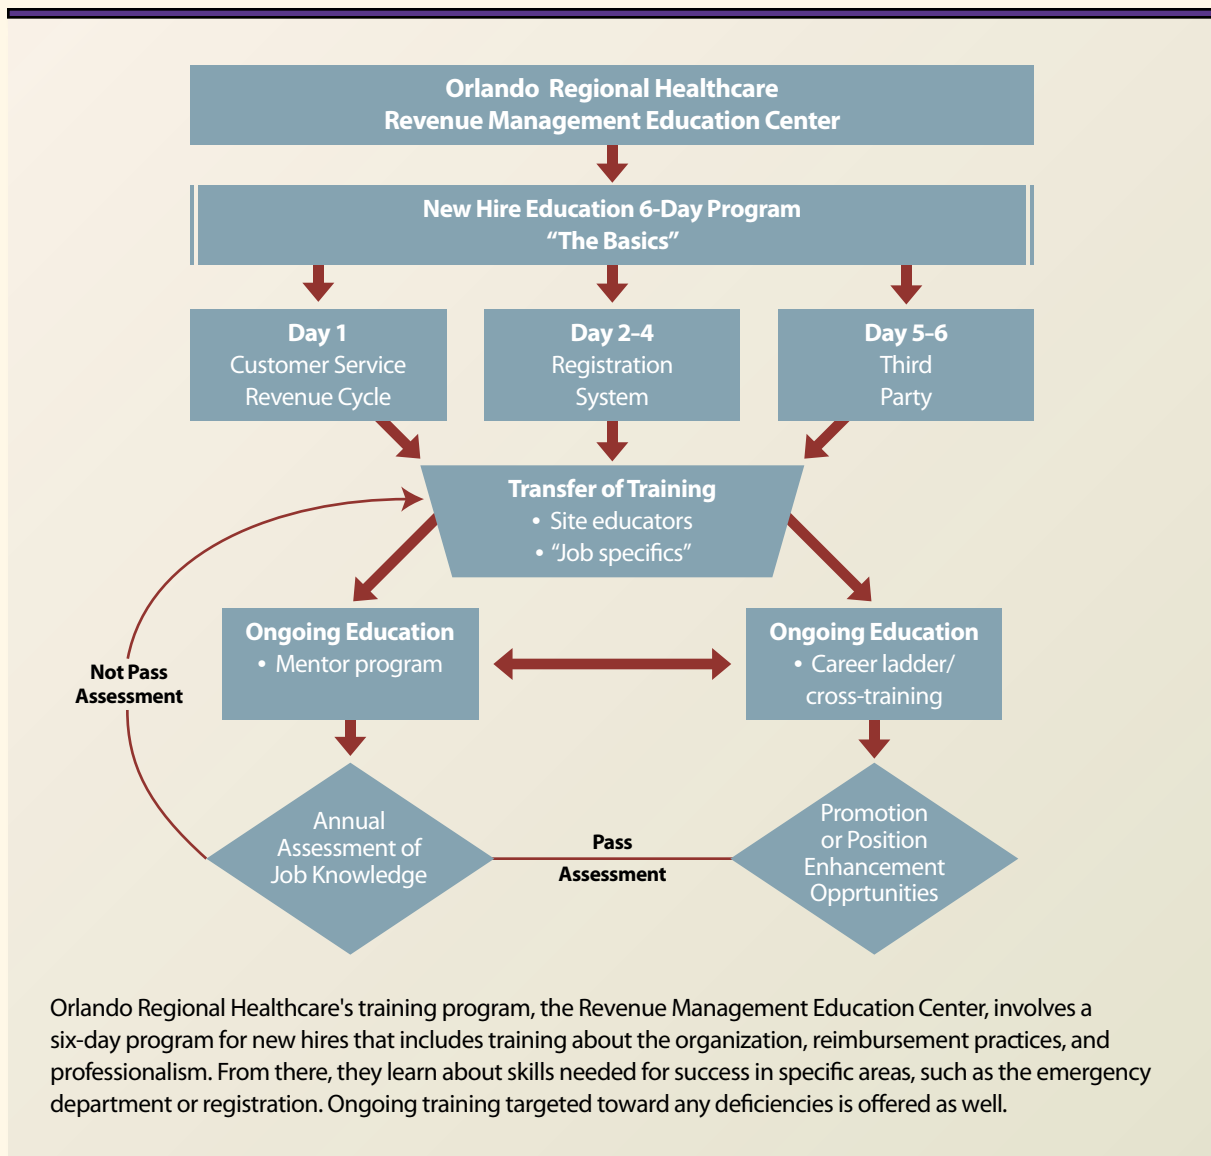 Orlando Regional Healthcare
Revenue Management Education Center
New Hire Education 6-Day Program
“The Basics”
Day 1
Customer Service
Revenue Cycle
Day 2-4
Registration
System
Day 5-6
Third
Party
Transfer of Training
• Site educators
• “Job specifics”
Ongoing Education
• Mentor program
Ongoing Education
• Career ladder/
cross-training
Not Pass
Assessment
Annual
Assessment of
Job Knowledge
Pass
Assessment
Promotion
or Position
Enhancement
Opprtunities
Orlando Regional Healthcare's training program, the Revenue Management Education Center, involves a
six-day program for new hires that includes training about the organization, reimbursement practices, and
professionalism. From there, they learn about skills needed for success in specific areas, such as the emergency
department or registration. Ongoing training targeted toward any deficiencies is offered as well.